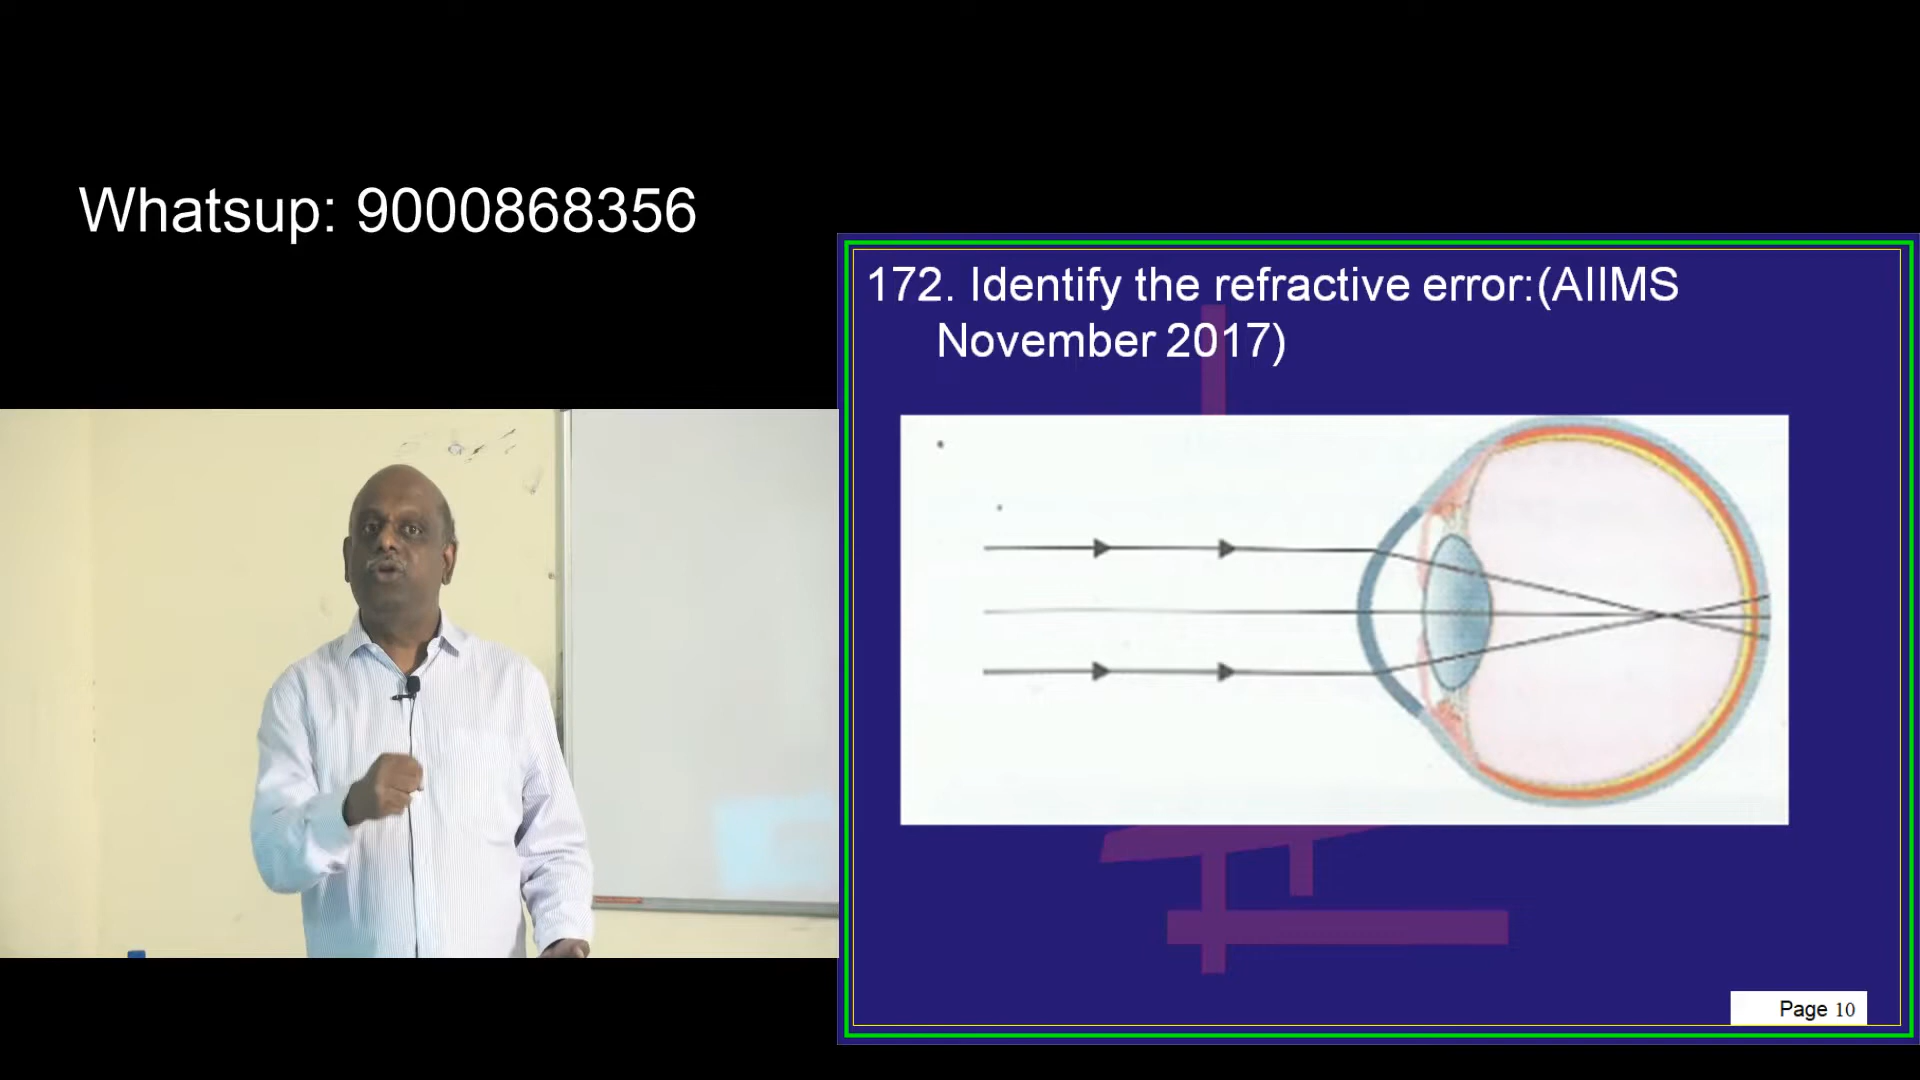 Whatsup: 9000868356
172. Identify the refractive error:(AIIMS
November 2017)
Page 10